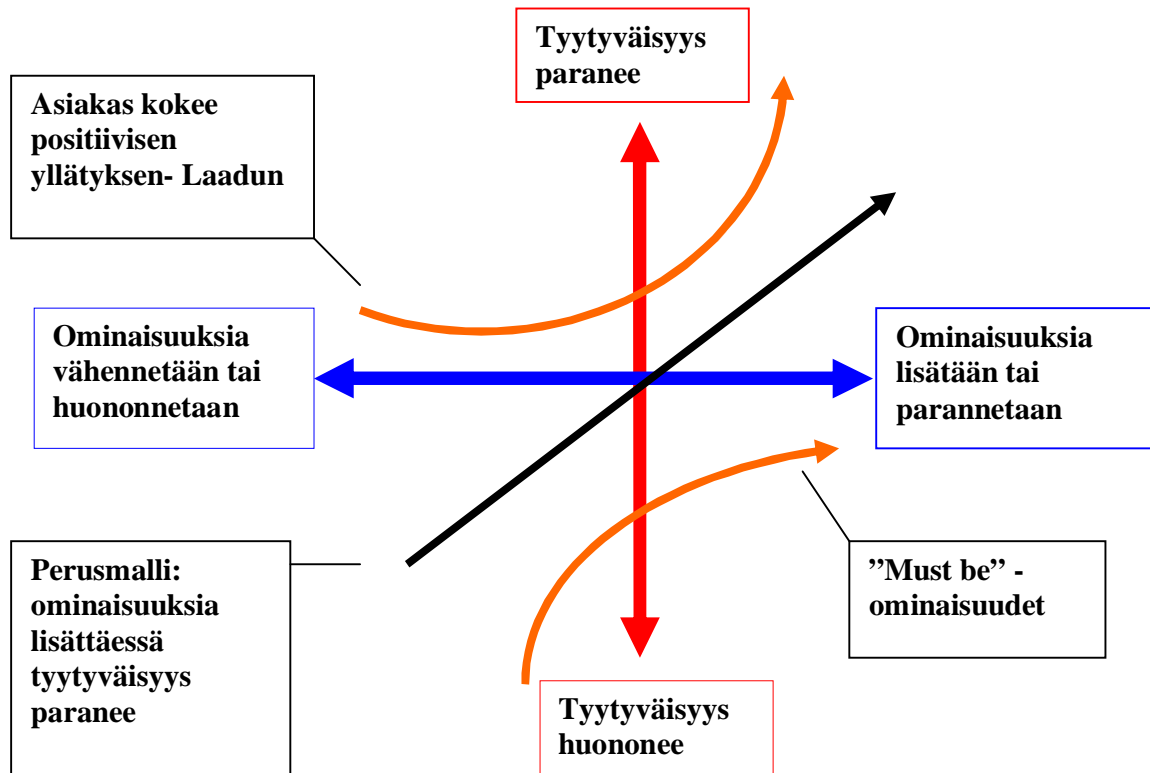 Tyytyväisyys
paranee
Asiakas kokee
positiivisen
yllätyksen- Laadun
Ominaisuuksia
vähennetään tai
huononnetaan
Ominaisuuksia
lisätään tai
parannetaan
Perusmalli:
ominaisuuksia
lisättäessä
tyytyväisyys
paranee
”Must be” -
ominaisuudet
Tyytyväisyys
huononee